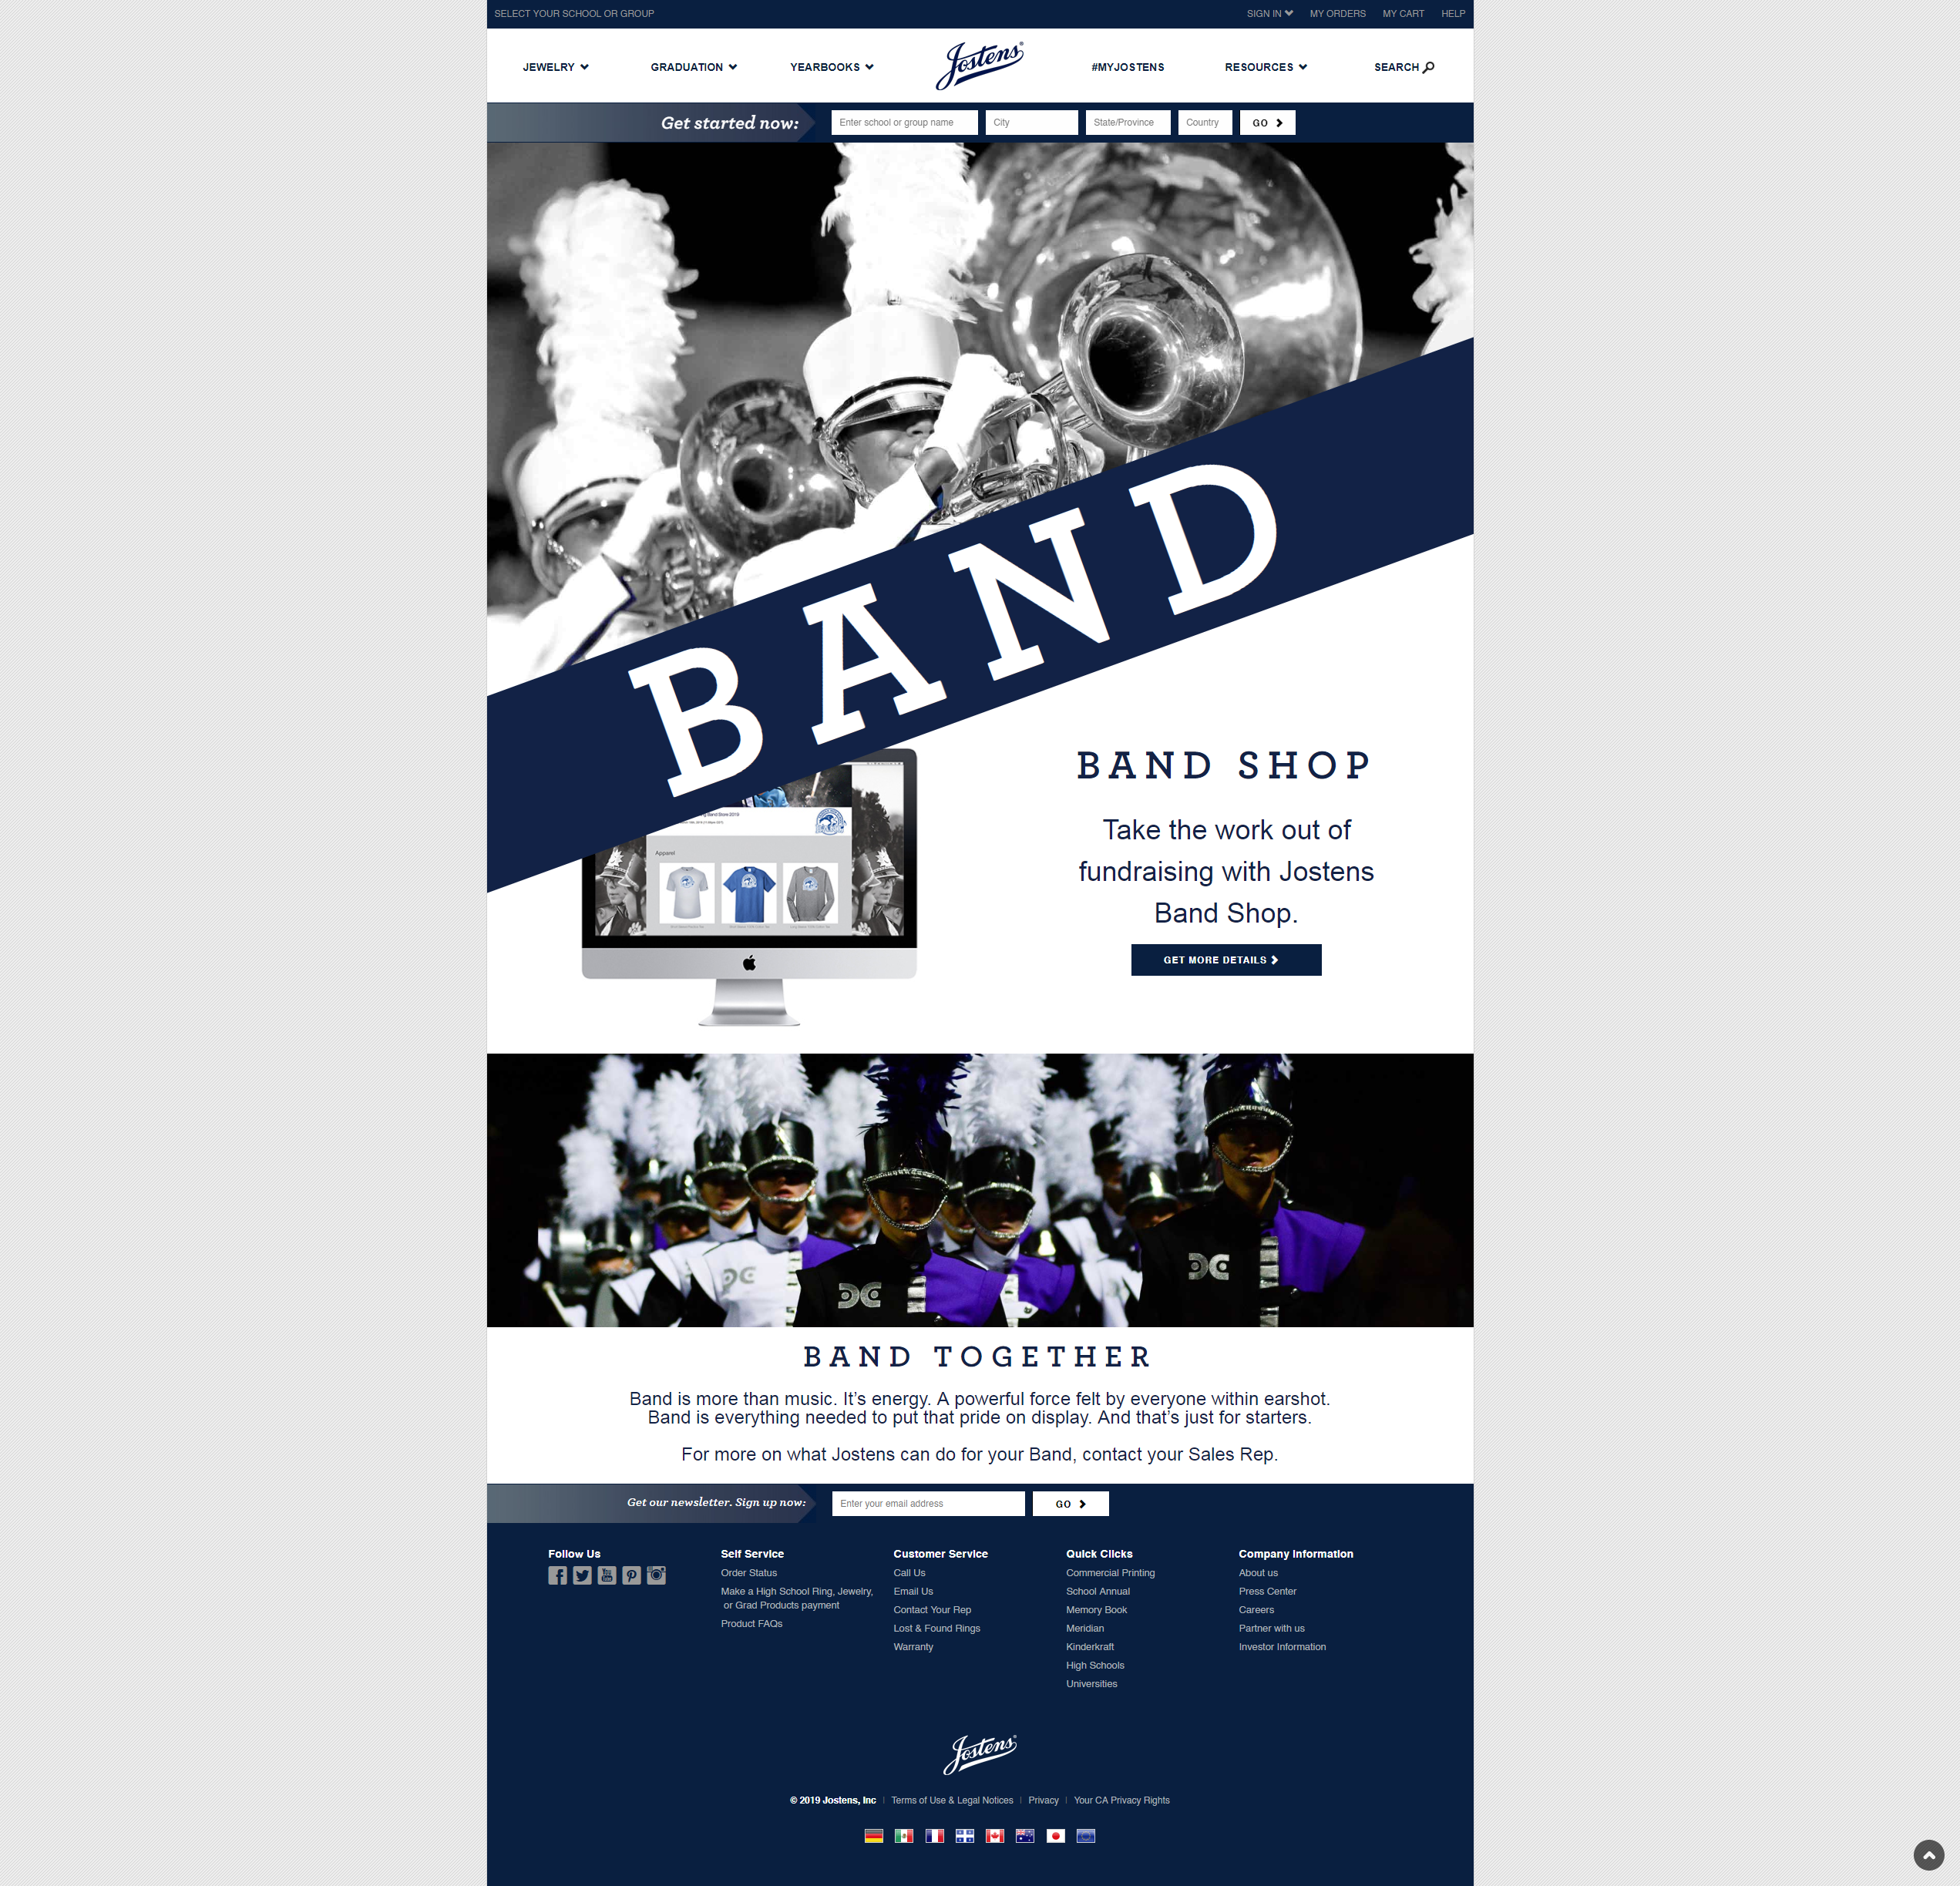 SELECT YOUR SCHOOL OR GROUP
SIGN IN MY ORDERS MY CART HELP
JEWELRY GRADUATION YEARBOOKS Jostens #MYJOSTENS RESOURCES SEARCH
Get started now: Enter school or group name City State/Province Country GO
BAND
BAND SHOP
Take the work out of
fundraising with Jostens
Band Shop.
GET MORE DETAILS
Band Store
Apparel
BAND TOGETHER
Band is more than music. It’s energy. A powerful force felt by everyone within earshot.
Band is everything needed to put that pride on display. And that’s just for starters.
For more on what Jostens can do for your Band, contact your Sales Rep.
Get our newsletter. Sign up now: Enter your email address GO
Follow Us
Self Service
Order Status
Make a High School Ring, Jewelry,
or Grad Products payment
Product FAQs
Customer Service
Call Us
Email Us
Contact Your Rep
Lost & Found Rings
Warranty
Quick Clicks
Commercial Printing
School Annual
Memory Book
Meridian
Kinderkraft
High Schools
Universities
Company Information
About us
Press Center
Careers
Partner with us
Investor Information
Jostens
© 2019 Jostens, Inc | Terms of Use & Legal Notices | Privacy | Your CA Privacy Rights